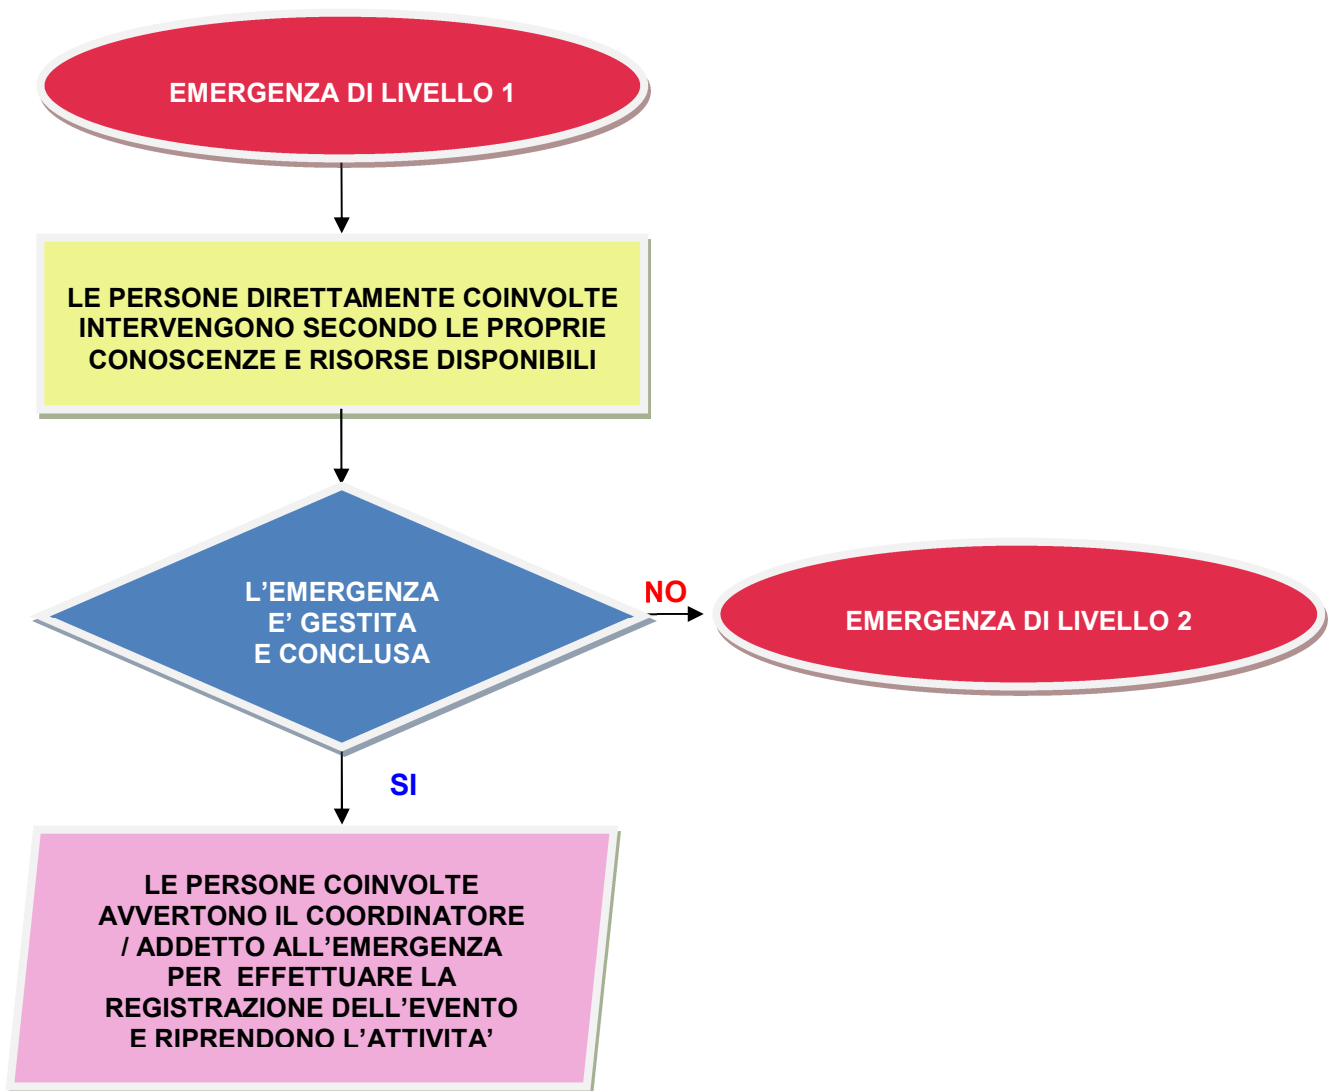 EMERGENZA DI LIVELLO 1
LE PERSONE DIRETTAMENTE COINVOLTE
INTERVENGONO SECONDO LE PROPRIE
CONOSCENZE E RISORSE DISPONIBILI
L’EMERGENZA
E’ GESTITA
E CONCLUSA
NO
EMERGENZA DI LIVELLO 2
SI
LE PERSONE COINVOLTE
AVVERTONO IL COORDINATORE
/ ADDETTO ALL’EMERGENZA
PER EFFETTUARE LA
REGISTRAZIONE DELL’EVENTO
E RIPRENDONO L’ATTIVITA’